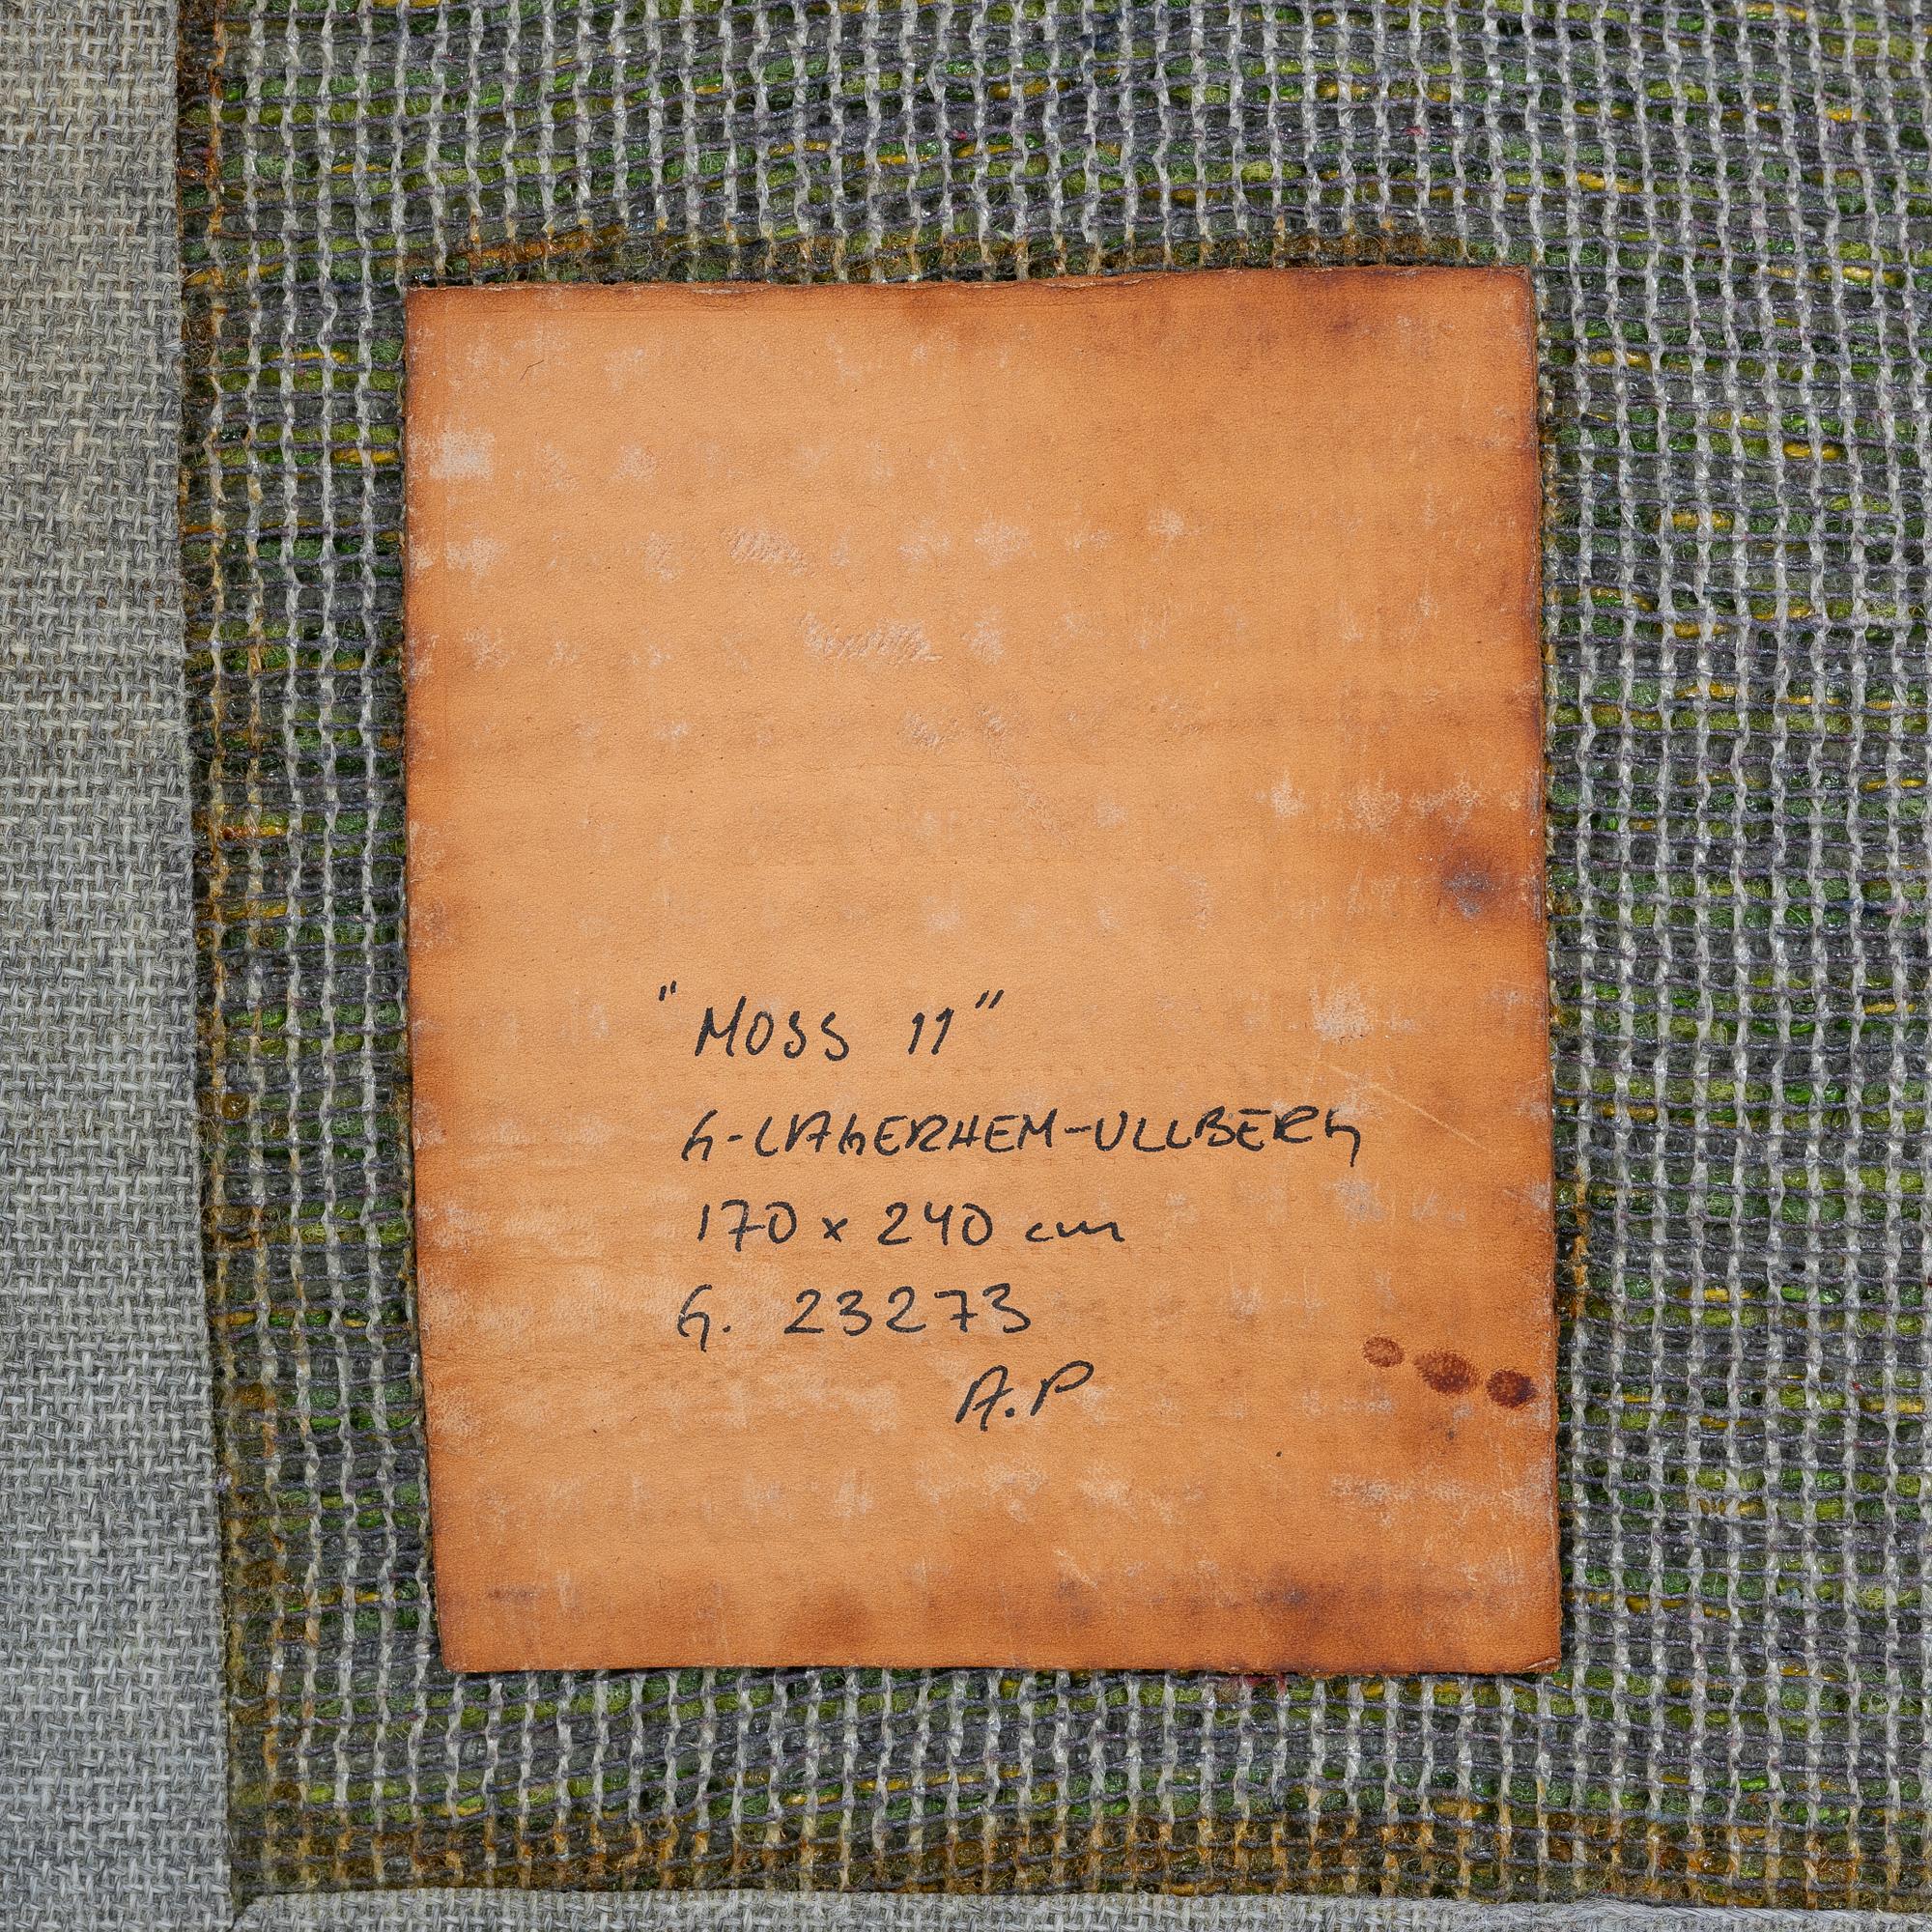 "MOSS 11"
G-LAGERHEM-ULLBERG
170 x 240 cm
G. 23273
A.P